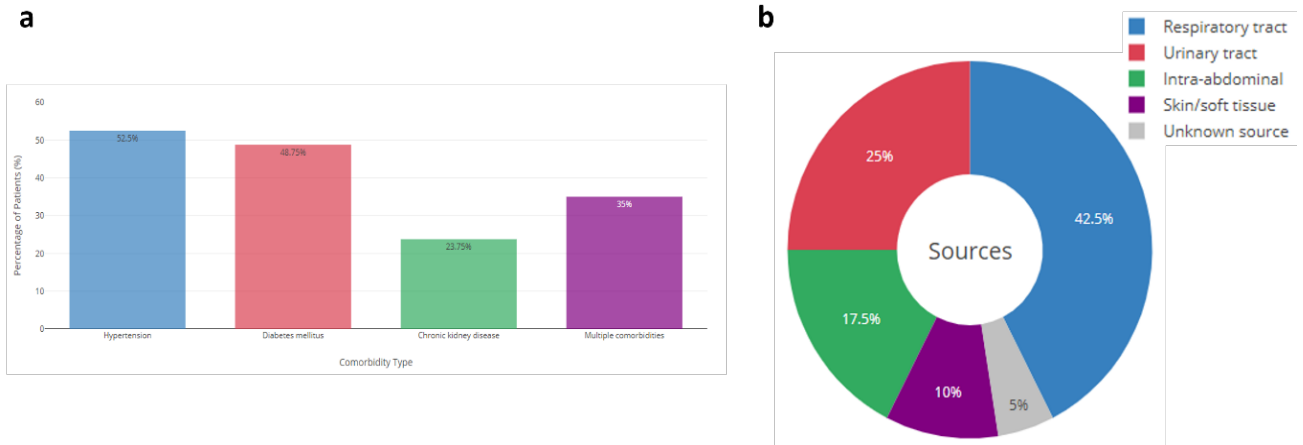 a
60
50
40
30
20
10
0
Percentage of Patients (%)
52.5%
48.75%
23.75%
35%
Hypertension
Diabetes mellitus
Chronic kidney disease
Multiple comorbidities
Comorbidity Type
b
Respiratory tract
Urinary tract
Intra-abdominal
Skin/soft tissue
Unknown source
25%
42.5%
Sources
17.5%
10%
5%